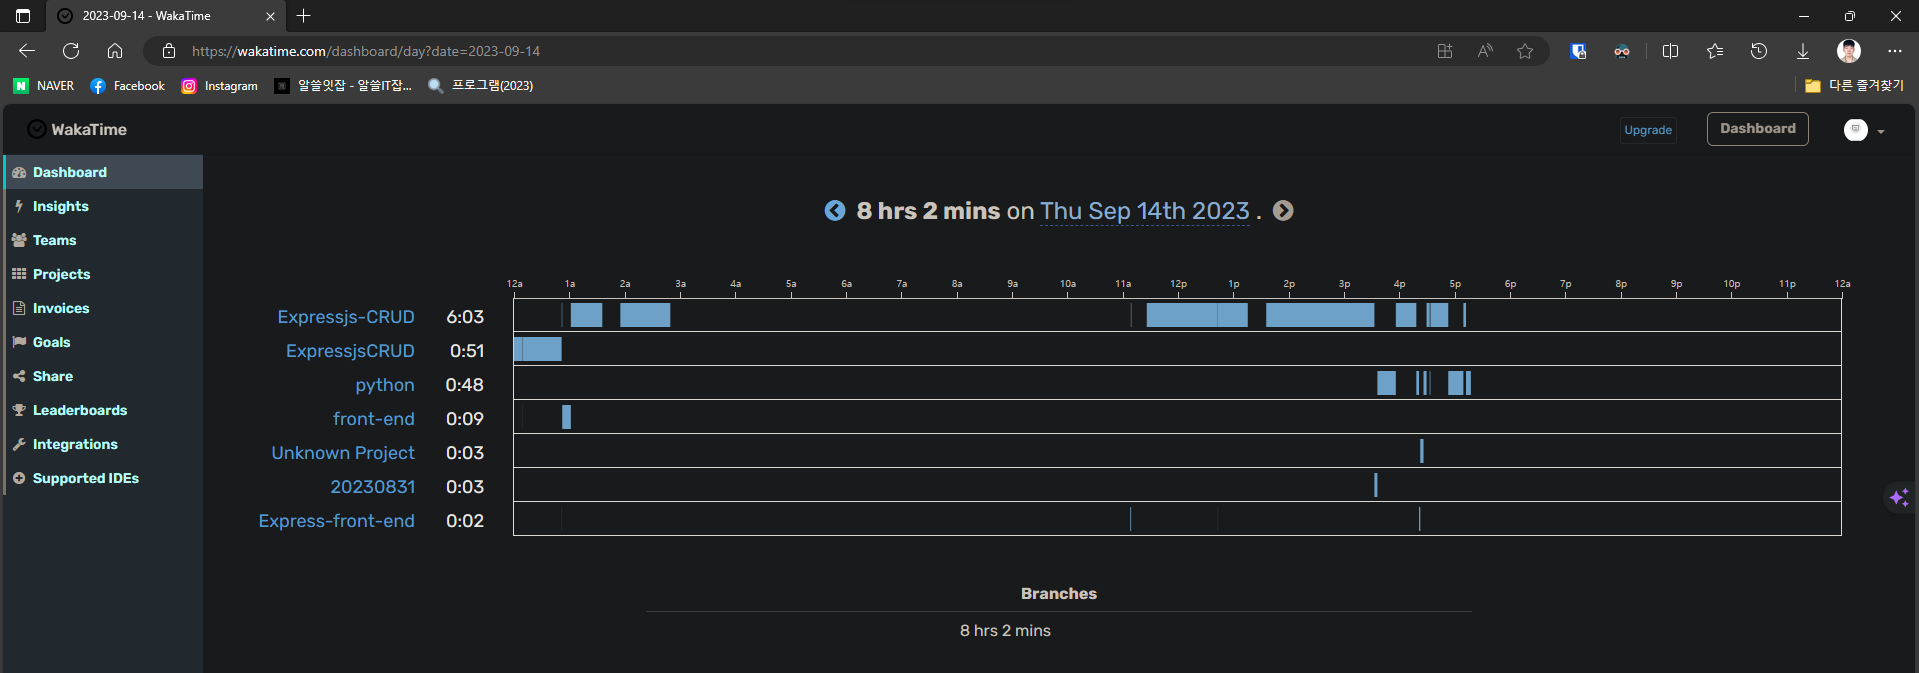 2023-09-14 - WakaTime
https://wakatime.com/dashboard/day?date=2023-09-14
NAVER Facebook Instagram 알쓸잇잡 - 알쓸IT잡... 프로그램(2023) 다른 즐겨찾기
WakaTime Upgrade Dashboard
Dashboard
Insights
Teams
Projects
Invoices
Goals
Share
Leaderboards
Integrations
Supported IDEs
8 hrs 2 mins on Thu Sep 14th 2023 .
12a 1a 2a 3a 4a 5a 6a 7a 8a 9a 10a 11a 12p 1p 2p 3p 4p 5p 6p 7p 8p 9p 10p 11p 12a
Expressjs-CRUD 6:03
ExpressjsCRUD 0:51
python 0:48
front-end 0:09
Unknown Project 0:03
20230831 0:03
Express-front-end 0:02
Branches
8 hrs 2 mins